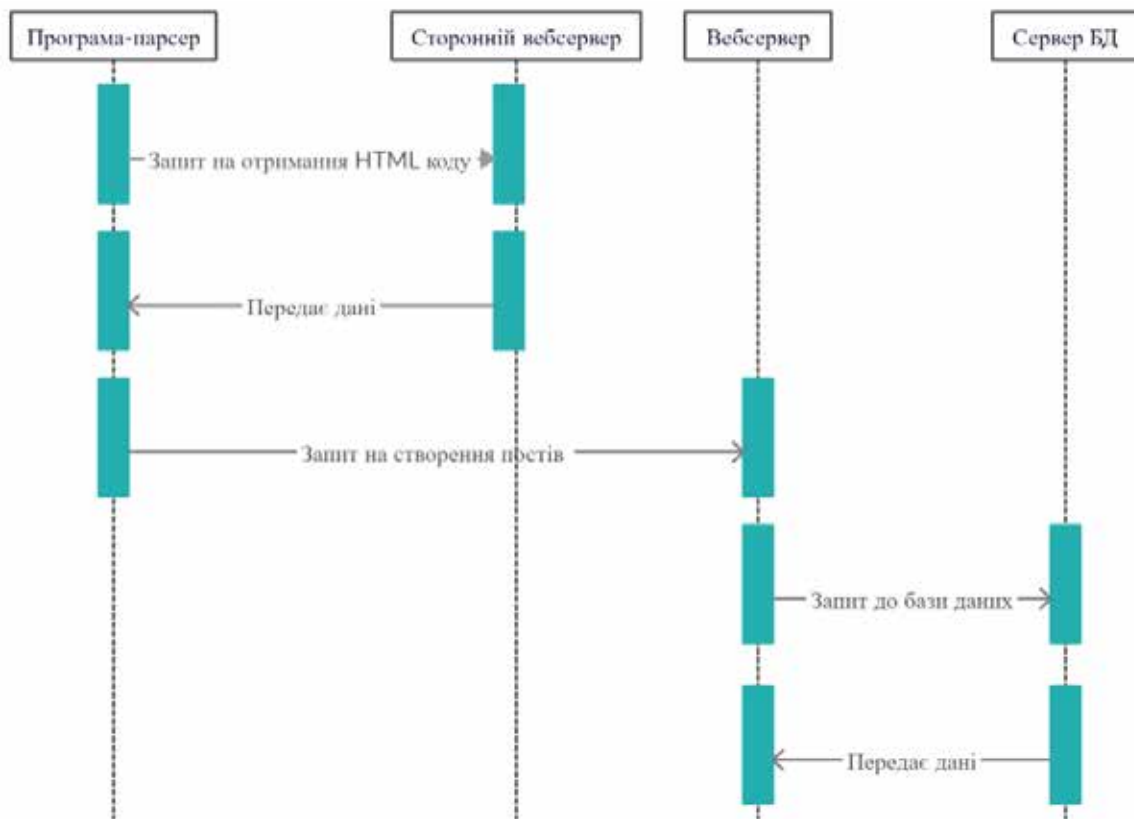 Програма-парсер
Сторонній вебсервер
Вебсервер
Сервер БД
Запит на отримання HTML коду
Передає дані
Запит на створення постів
Запит до бази даних
Передає дані